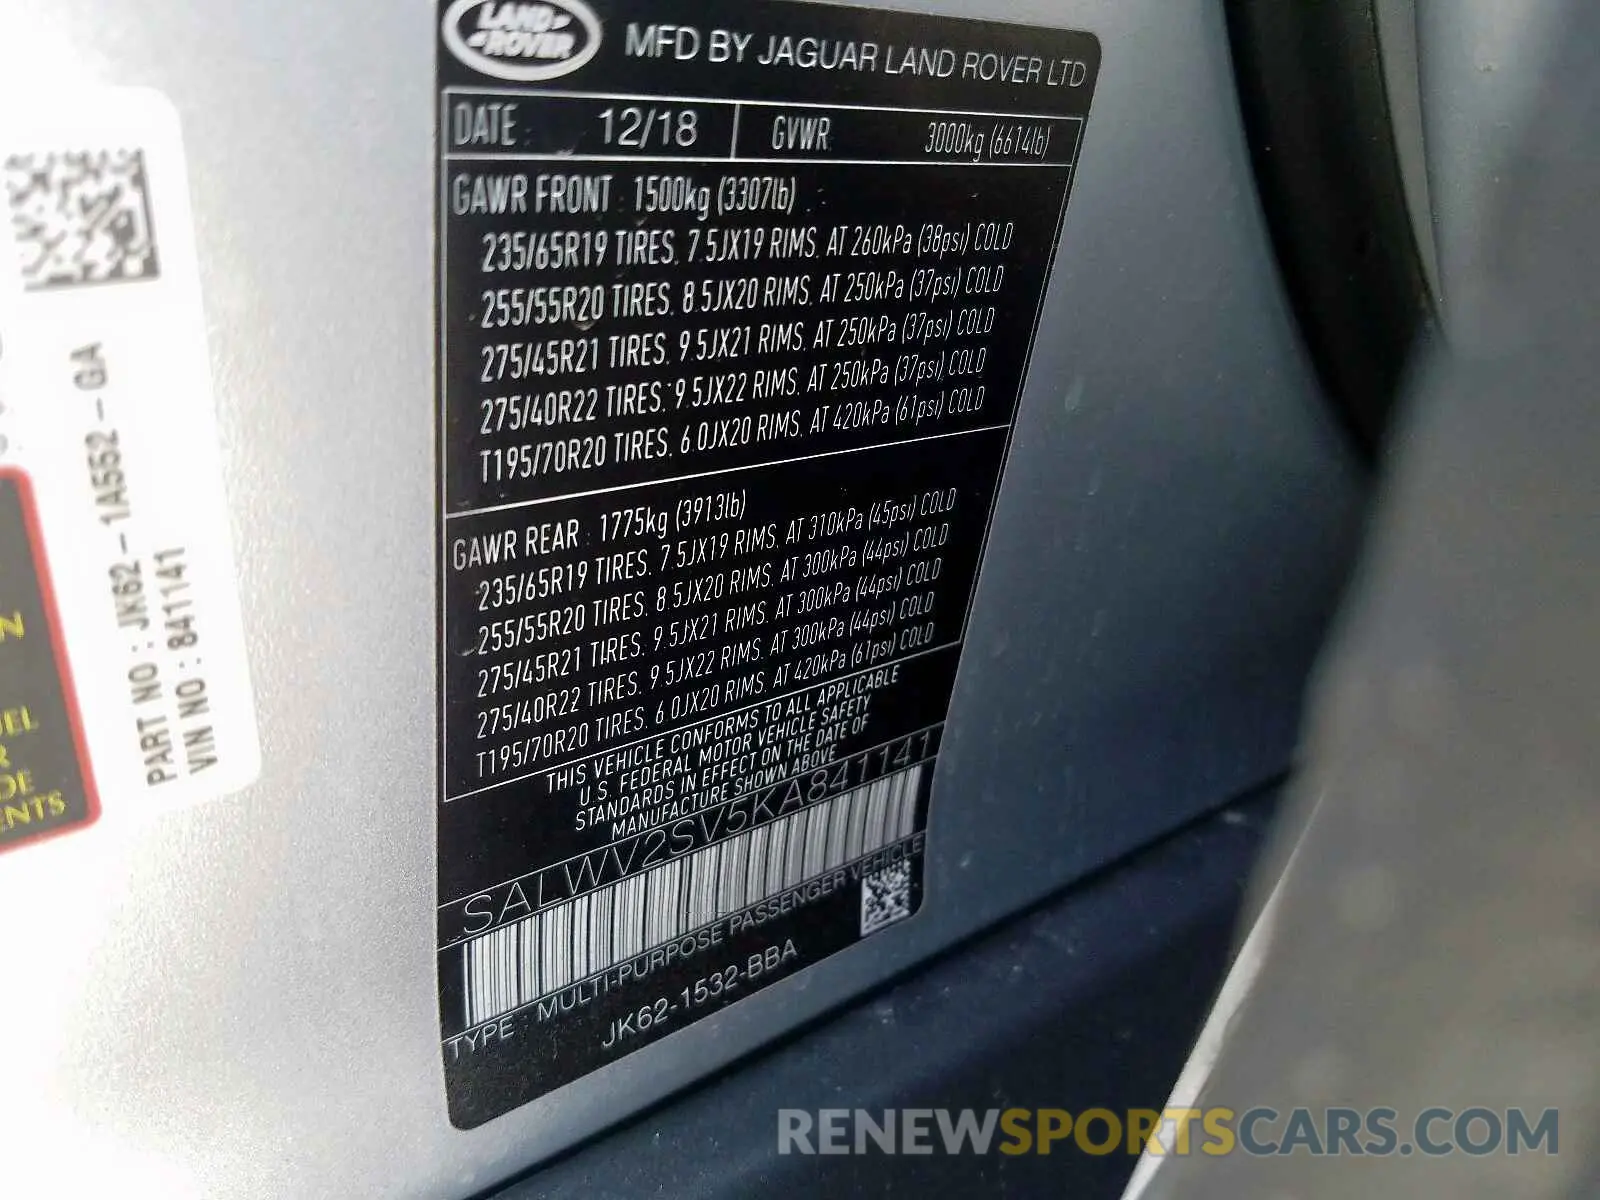 LAND ROVER
MFD BY JAGUAR LAND ROVER LTD
DATE : 12/18 GVWR 3000kg (6614lb)
GAWR FRONT : 1500kg (3307lb)
235/65R19 TIRES, 7.5JX19 RIMS, AT 260kPa (38psi) COLD
255/55R20 TIRES, 8.5JX20 RIMS, AT 250kPa (37psi) COLD
275/45R21 TIRES, 9.5JX21 RIMS, AT 250kPa (37psi) COLD
275/40R22 TIRES, 9.5JX22 RIMS, AT 250kPa (37psi) COLD
T195/70R20 TIRES, 6.0JX20 RIMS, AT 420kPa (61psi) COLD
GAWR REAR : 1775kg (3913lb)
235/65R19 TIRES, 7.5JX19 RIMS, AT 310kPa (45psi) COLD
255/55R20 TIRES, 8.5JX20 RIMS, AT 300kPa (44psi) COLD
275/45R21 TIRES, 9.5JX21 RIMS, AT 300kPa (44psi) COLD
275/40R22 TIRES, 9.5JX22 RIMS, AT 300kPa (44psi) COLD
T195/70R20 TIRES, 6.0JX20 RIMS, AT 420kPa (61psi) COLD
THIS VEHICLE CONFORMS TO ALL APPLICABLE
U.S. FEDERAL MOTOR VEHICLE SAFETY
STANDARDS IN EFFECT ON THE DATE OF
MANUFACTURE SHOWN ABOVE
SALWV2SV5KA841141
TYPE : MULTI-PURPOSE PASSENGER VEHICLE
JK62-1532-BBA
PART NO : JK62-1A552-GA
VIN NO : 841141
RENEWSPORTSCARS.COM